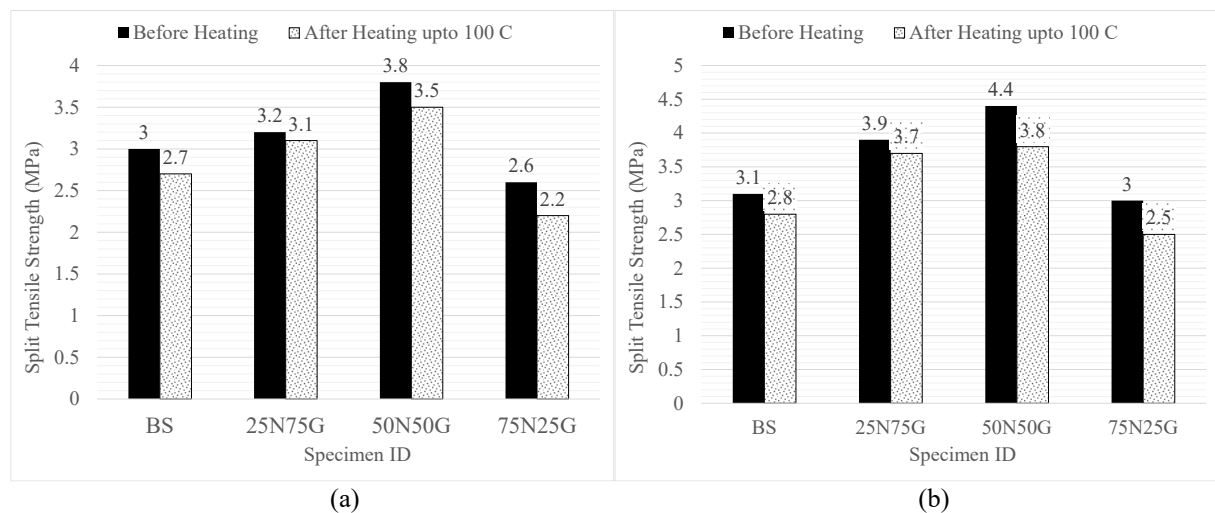 Before Heating After Heating upto 100 C
4
3.5
3
2.5
2
1.5
1
0.5
0
Split Tensile Strength (MPa)
3 2.7 3.2 3.1 3.8 3.5 2.6 2.2
BS 25N75G 50N50G 75N25G
Specimen ID
(a)
Before Heating After Heating upto 100 C
5
4.5
4
3.5
3
2.5
2
1.5
1
0.5
0
Split Tensile Strength (MPa)
3.1 2.8 3.9 3.7 4.4 3.8 3 2.5
BS 25N75G 50N50G 75N25G
Specimen ID
(b)